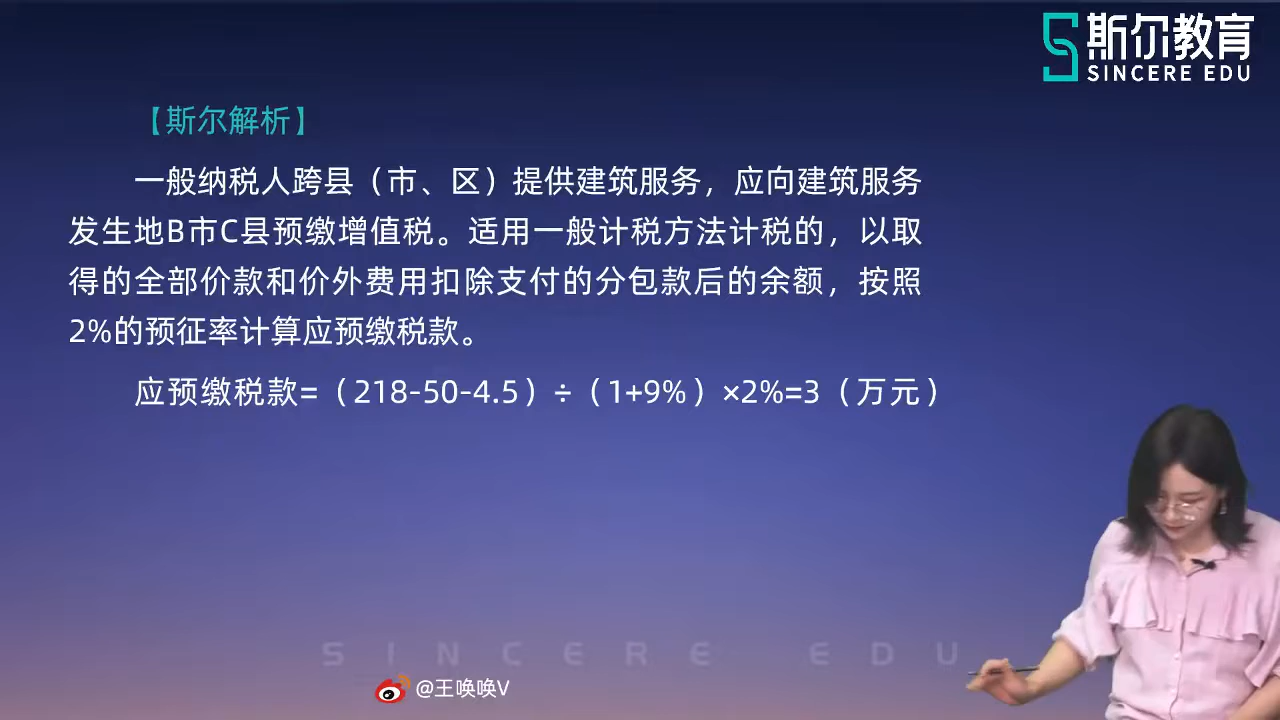 斯尔教育
SINCERE EDU
【斯尔解析】
一般纳税人跨县（市、区）提供建筑服务，应向建筑服务
发生地B市C县预缴增值税。适用一般计税方法计税的，以取
得的全部价款和价外费用扣除支付的分包款后的余额，按照
2%的预征率计算应预缴税款。
应预缴税款=（218-50-4.5）÷（1+9%）×2%=3（万元）
SINCERE EDU
@王唤唤V